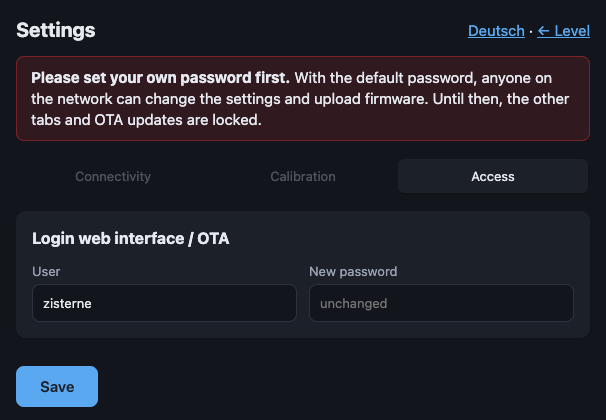 Settings
Deutsch · ← Level
Please set your own password first. With the default password, anyone on
the network can change the settings and upload firmware. Until then, the other
tabs and OTA updates are locked.
Connectivity
Calibration
Access
Login web interface / OTA
User
New password
zisterne
unchanged
Save